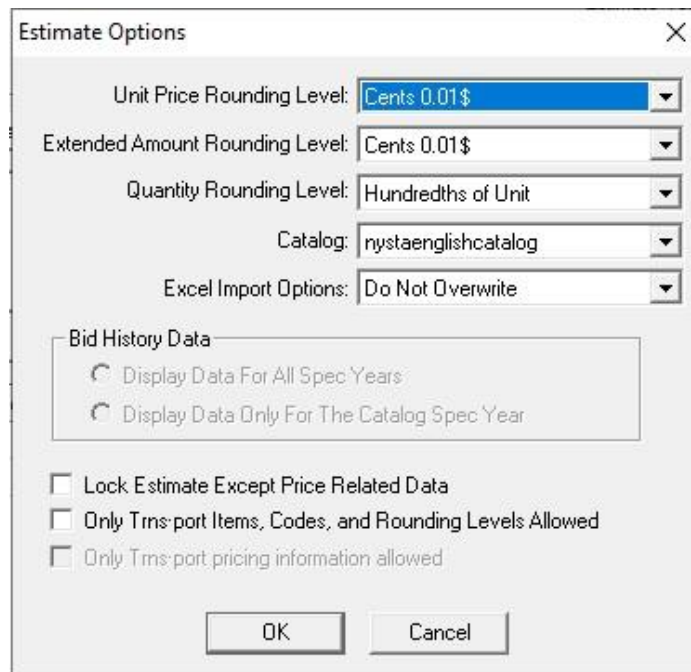 Estimate Options
Unit Price Rounding Level: Cents 0.01$
Extended Amount Rounding Level: Cents 0.01$
Quantity Rounding Level: Hundredths of Unit
Catalog: nystaenglishcatalog
Excel Import Options: Do Not Overwrite
Bid History Data
Display Data For All Spec Years
Display Data Only For The Catalog Spec Year
Lock Estimate Except Price Related Data
Only Trns·port Items, Codes, and Rounding Levels Allowed
Only Trns·port pricing information allowed
OK Cancel